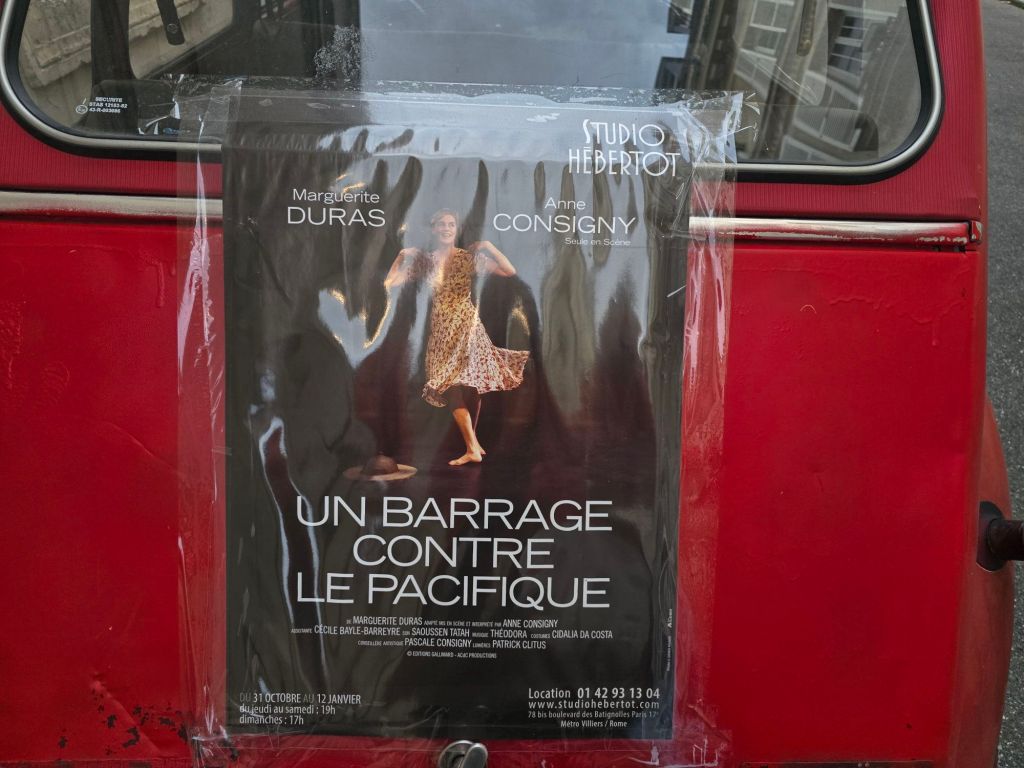 SECURITE
STUDIO
HÉBERTOT
Marguerite
DURAS
Anne
CONSIGNY
Seule en Scène
UN BARRAGE
CONTRE
LE PACIFIQUE
DE MARGUERITE DURAS ADAPTÉ MIS EN SCÈNE ET INTERPRÉTÉ PAR ANNE CONSIGNY
ASSISTANTE CÉCILE BAYLE-BARREYRE SON SAOUSSEN TATAH MUSIQUE THÉODORA COSTUMES CIDALIA DA COSTA
CONSEILLÈRE ARTISTIQUE PASCALE CONSIGNY LUMIÈRES PATRICK CLITUS
© EDITIONS GALLIMARD - ACdC PRODUCTIONS
DU 31 OCTOBRE AU 12 JANVIER
du jeudi au samedi : 19h
dimanches : 17h
Location 01 42 93 13 04
www.studiohebertot.com
78 bis boulevard des Batignolles Paris 17
Métro Villiers / Rome